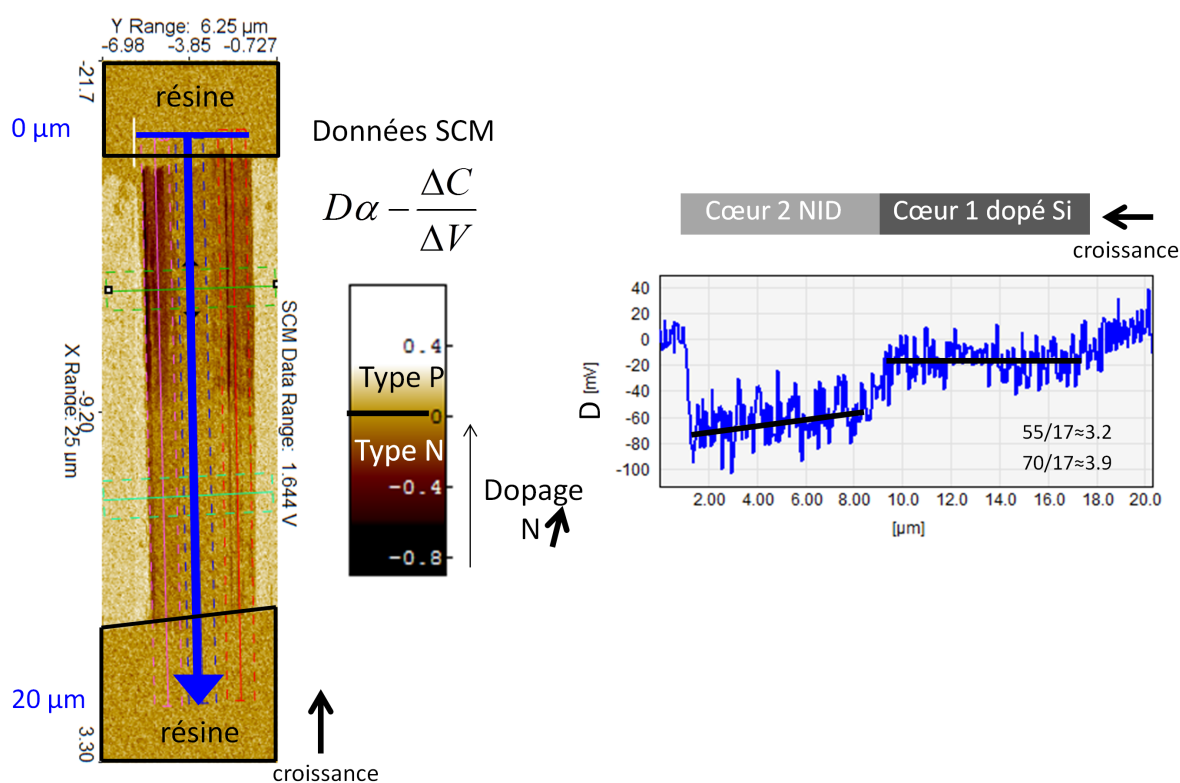 Y Range: 6.25 µm
-6.98 -3.85 -0.727
-21.7
résine
0 µm
X Range: 25 µm
-9.20
SCM Data Range: 1.644 V
20 µm
résine
3.30
croissance
Données SCM
Dα − ΔC/ΔV
0.4
Type P
0
Type N
-0.4
-0.8
Dopage
N
Cœur 2 NID Cœur 1 dopé Si
croissance
40
20
0
-20
-40
-60
-80
-100
D [mV]
55/17≈3.2
70/17≈3.9
2.00 4.00 6.00 8.00 10.0 12.0 14.0 16.0 18.0 20.0
[µm]